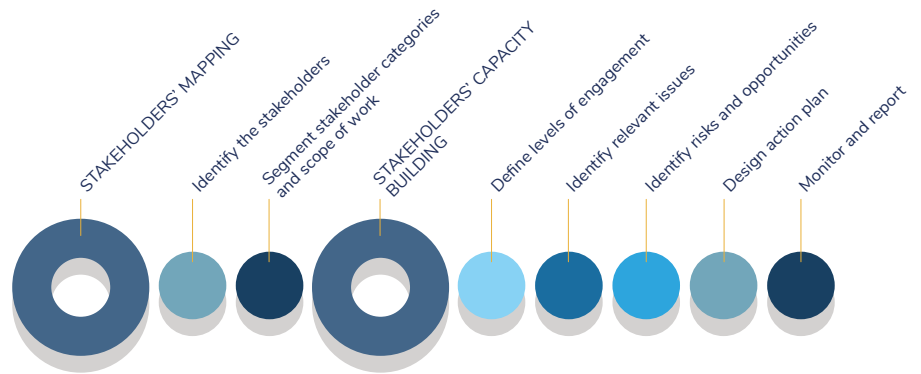 STAKEHOLDERS' MAPPING
Identify the stakeholders
Segment stakeholder categories
and scope of work
STAKEHOLDERS' CAPACITY
BUILDING
Define levels of engagement
Identify relevant issues
Identify risks and opportunities
Design action plan
Monitor and report